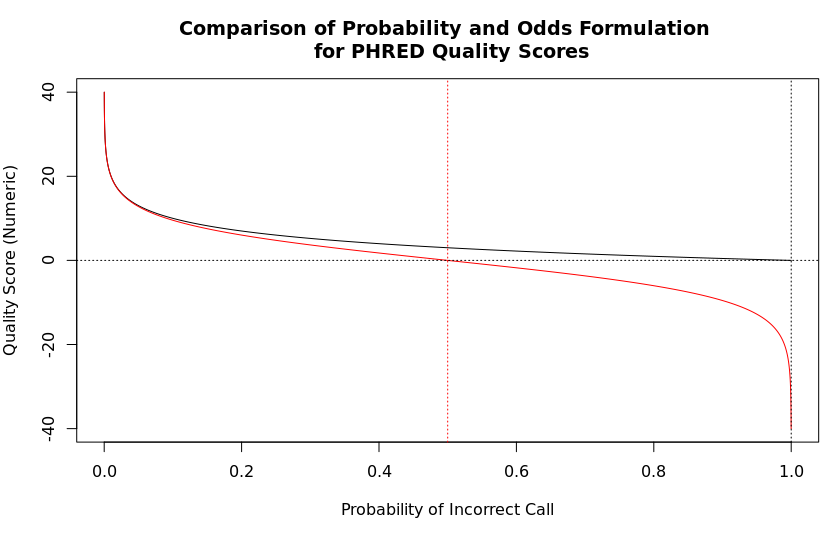 Comparison of Probability and Odds Formulation
for PHRED Quality Scores
Quality Score (Numeric)
40
20
0
-20
-40
0.0 0.2 0.4 0.6 0.8 1.0
Probability of Incorrect Call